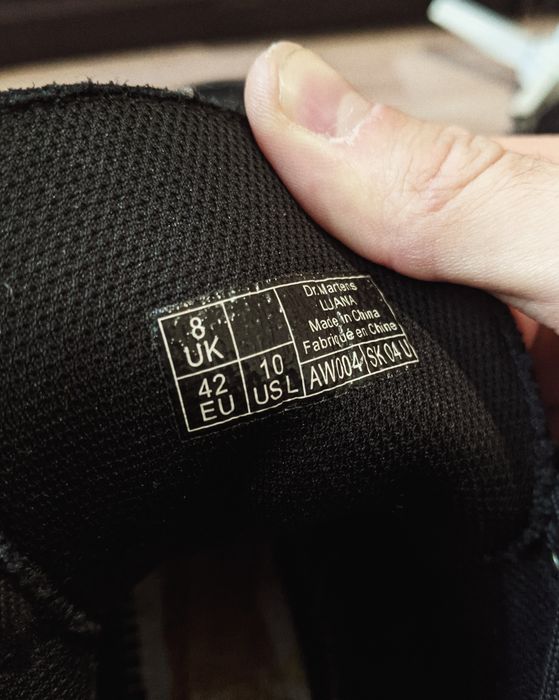 8
UK
42
EU
10
US L
Dr.Martens
LUANA
Made in China
Fabriqué en Chine
AW004 SK 04 U